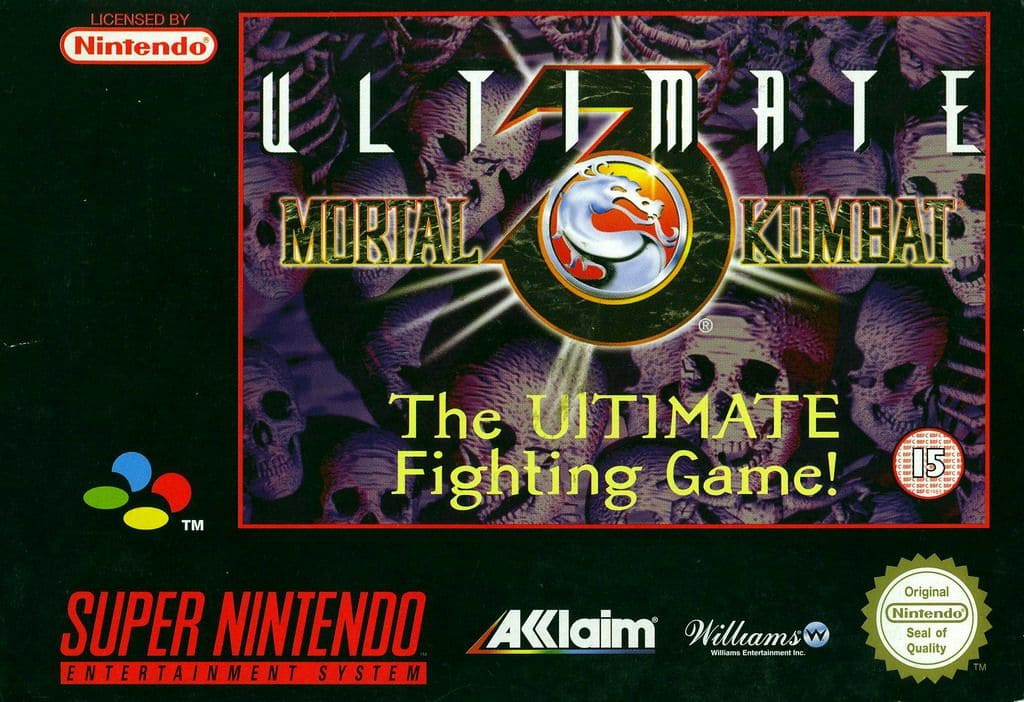 LICENSED BY
Nintendo®
ULTIMATE
3
MORTAL KOMBAT
®
The UlTIMATE
Fighting Game!
15
TM
SUPER NINTENDO
ENTERTAINMENT SYSTEM
AKKlaim®
Williams W
Williams Entertainment Inc.
Original
Nintendo®
Seal of
Quality
TM